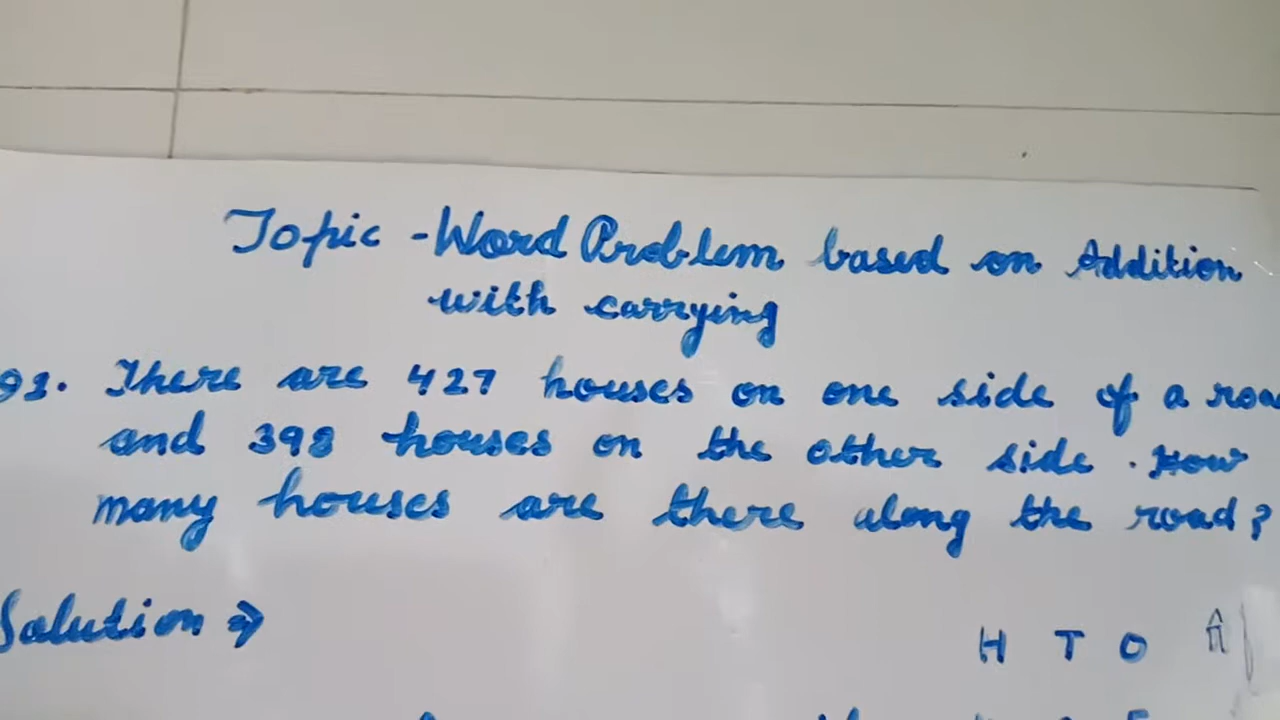 Topic - Word Problem based on Addition
with carrying
Q1. There are 427 houses on one side of a road
and 398 houses on the other side. How
many houses are there along the road?
Solution ⇒
H T O